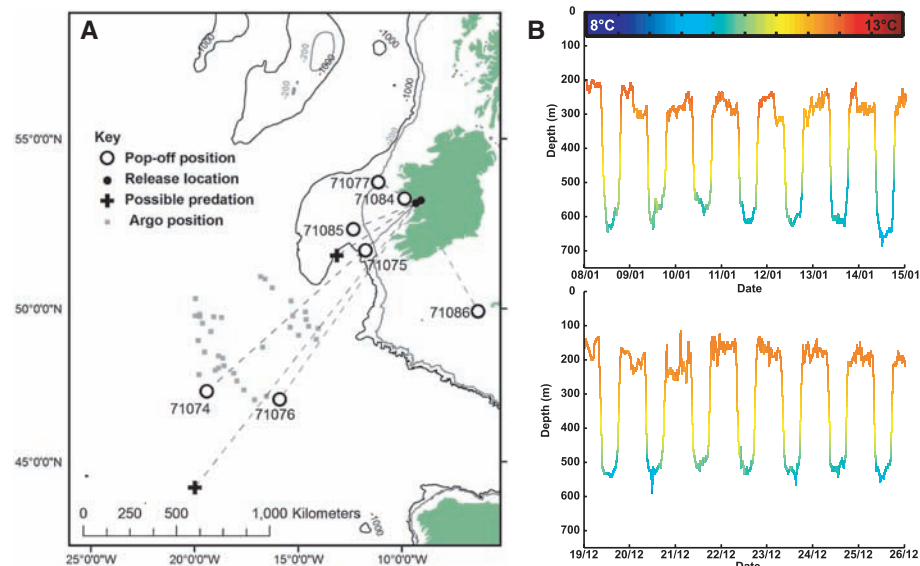 A
-1000
-200
-1000
-200
-1000
-1000
-200
55°0'0"N
50°0'0"N
45°0'0"N
Key
Pop-off position
Release location
Possible predation
Argo position
71077
71084
71085
71075
71086
71074
71076
0 250 500 1,000 Kilometers
-1000
25°0'0"W 20°0'0"W 15°0'0"W 10°0'0"W
B
8°C 13°C
0
100
200
300
400
500
600
700
Depth (m)
08/01 09/01 10/01 11/01 12/01 13/01 14/01 15/01
Date
0
100
200
300
400
500
600
700
Depth (m)
19/12 20/12 21/12 22/12 23/12 24/12 25/12 26/12
Date